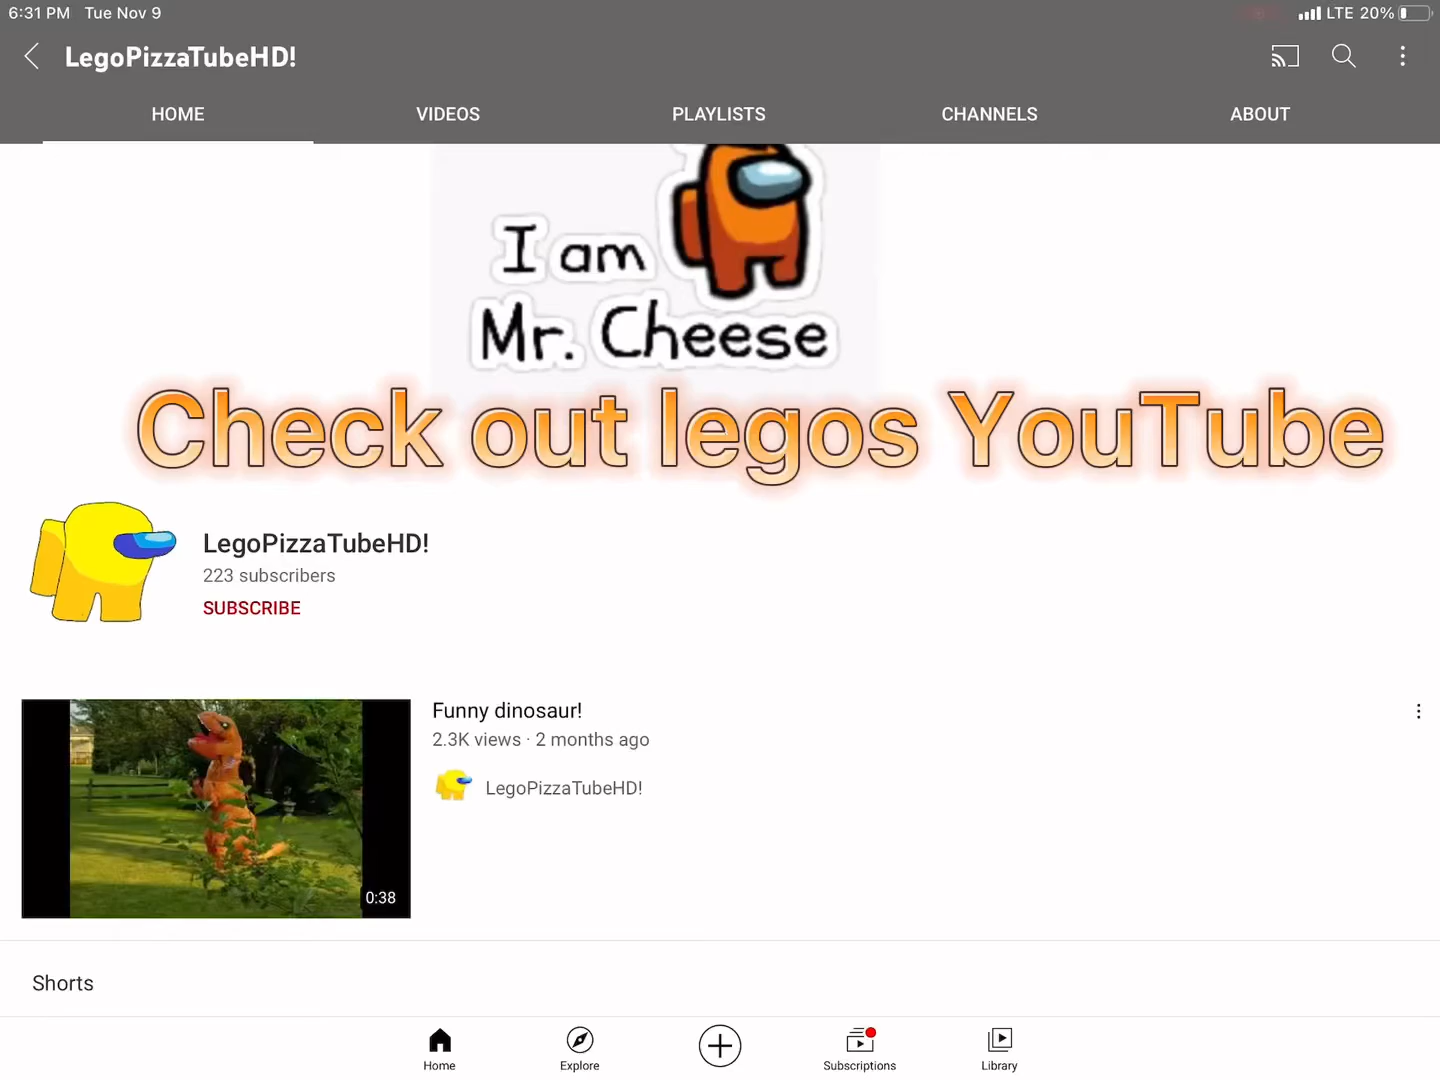 6:31 PM Tue Nov 9
LTE 20%
LegoPizzaTubeHD!
HOME VIDEOS PLAYLISTS CHANNELS ABOUT
I am
Mr. Cheese
Check out legos YouTube
LegoPizzaTubeHD!
223 subscribers
SUBSCRIBE
Funny dinosaur!
2.3K views · 2 months ago
LegoPizzaTubeHD!
0:38
Shorts
Home Explore Subscriptions Library